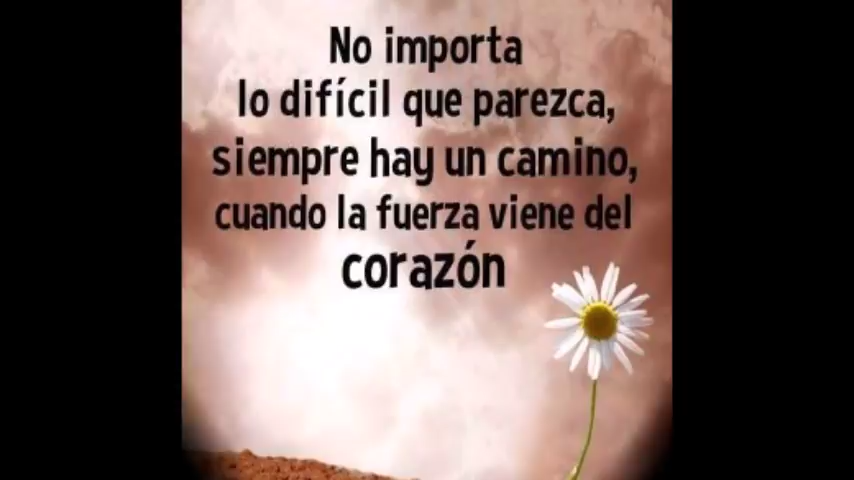 No importa
lo difícil que parezca,
siempre hay un camino,
cuando la fuerza viene del
corazón